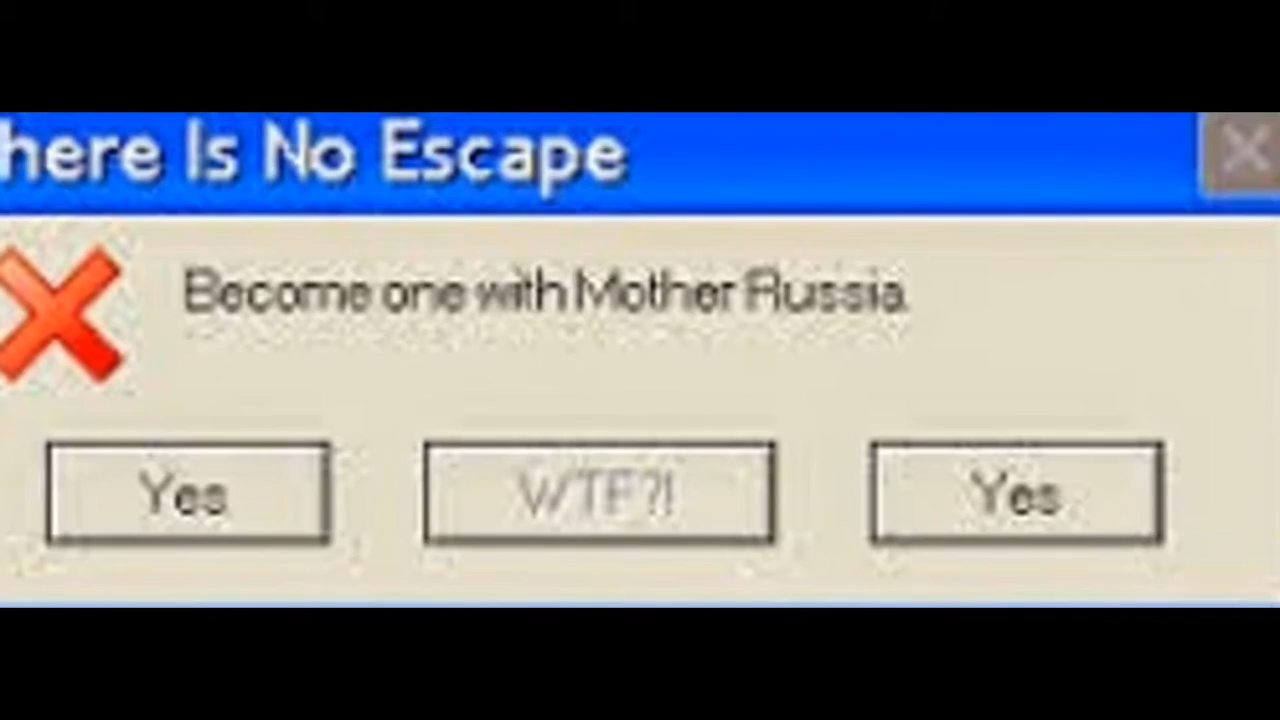 here Is No Escape
Become one with Mother Russia.
Yes
WTF?!
Yes